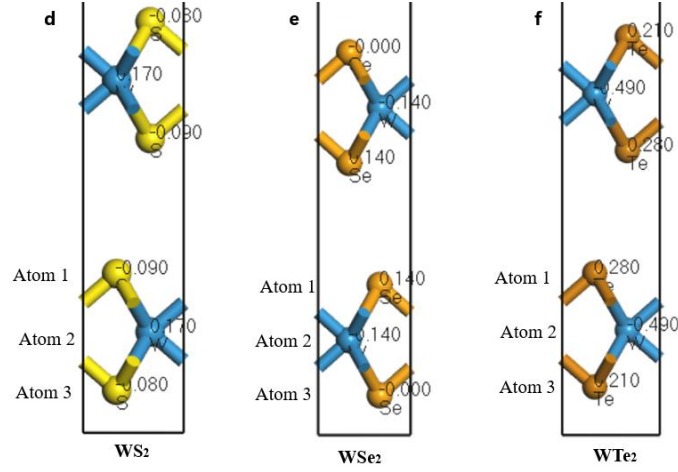 d
-0.080
S
0.170
-0.090
S
Atom 1
-0.090
Atom 2
0.170
W
Atom 3
-0.080
S
WS2
e
-0.000
-0.140
W
0.140
Se
Atom 1
0.140
Se
Atom 2
-0.140
Atom 3
-0.000
Se
WSe2
f
0.210
Te
-0.490
0.280
Te
Atom 1
0.280
Te
Atom 2
-0.490
W
Atom 3
0.210
Te
WTe2